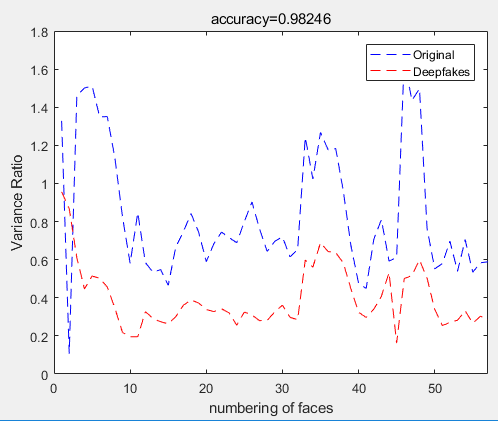 accuracy=0.98246
1.8
1.6
1.4
1.2
1
0.8
0.6
0.4
0.2
0
Variance Ratio
Original
Deepfakes
0 10 20 30 40 50
numbering of faces